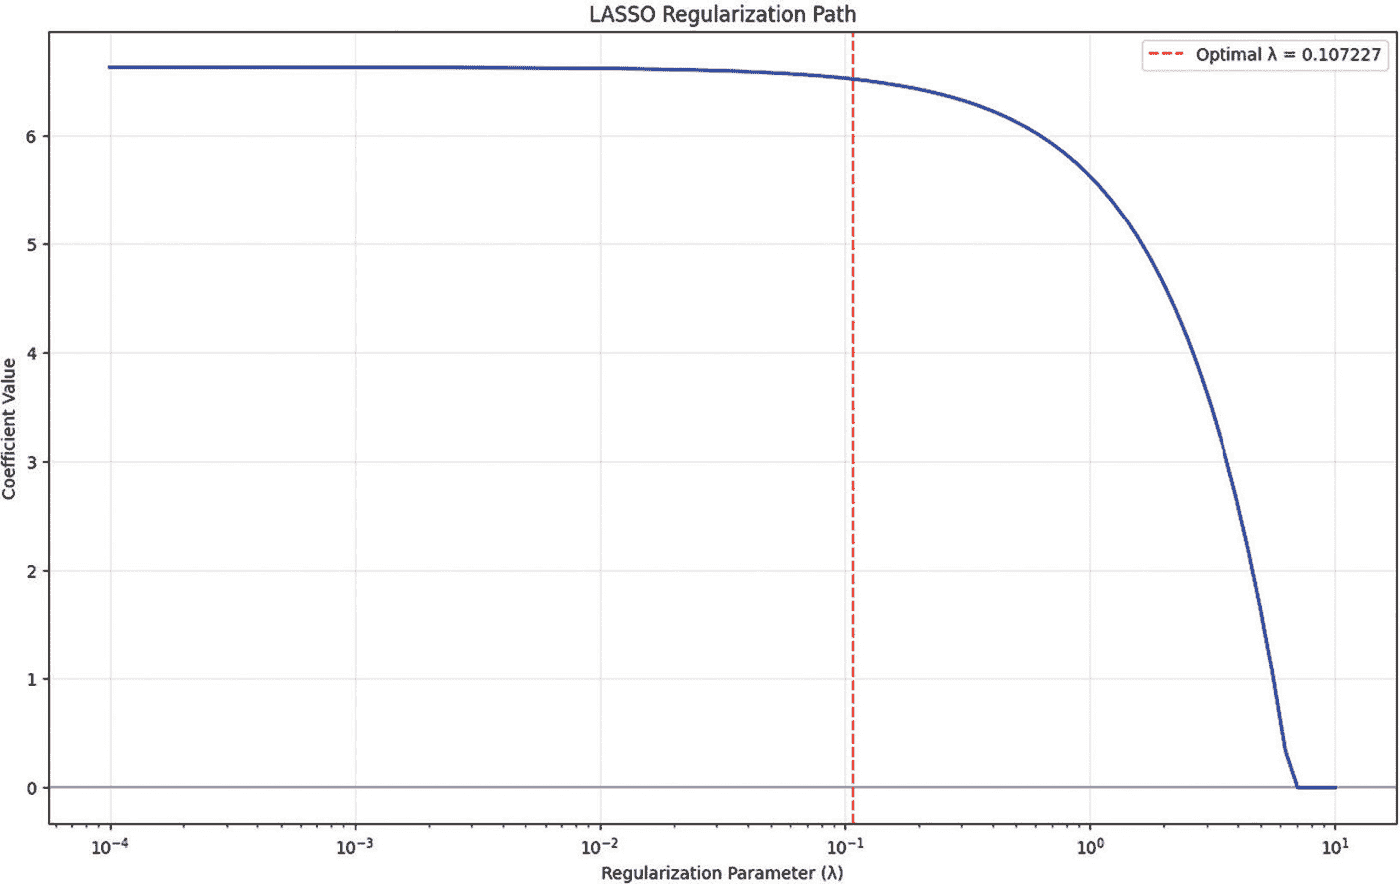 LASSO Regularization Path
Optimal λ = 0.107227
Coefficient Value
6
5
4
3
2
1
0
10⁻⁴ 10⁻³ 10⁻² 10⁻¹ 10⁰ 10¹
Regularization Parameter (λ)